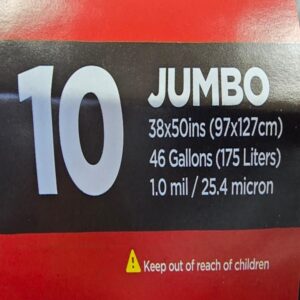 10
JUMBO
38x50ins (97x127cm)
46 Gallons (175 Liters)
1.0 mil / 25.4 micron
Keep out of reach of children